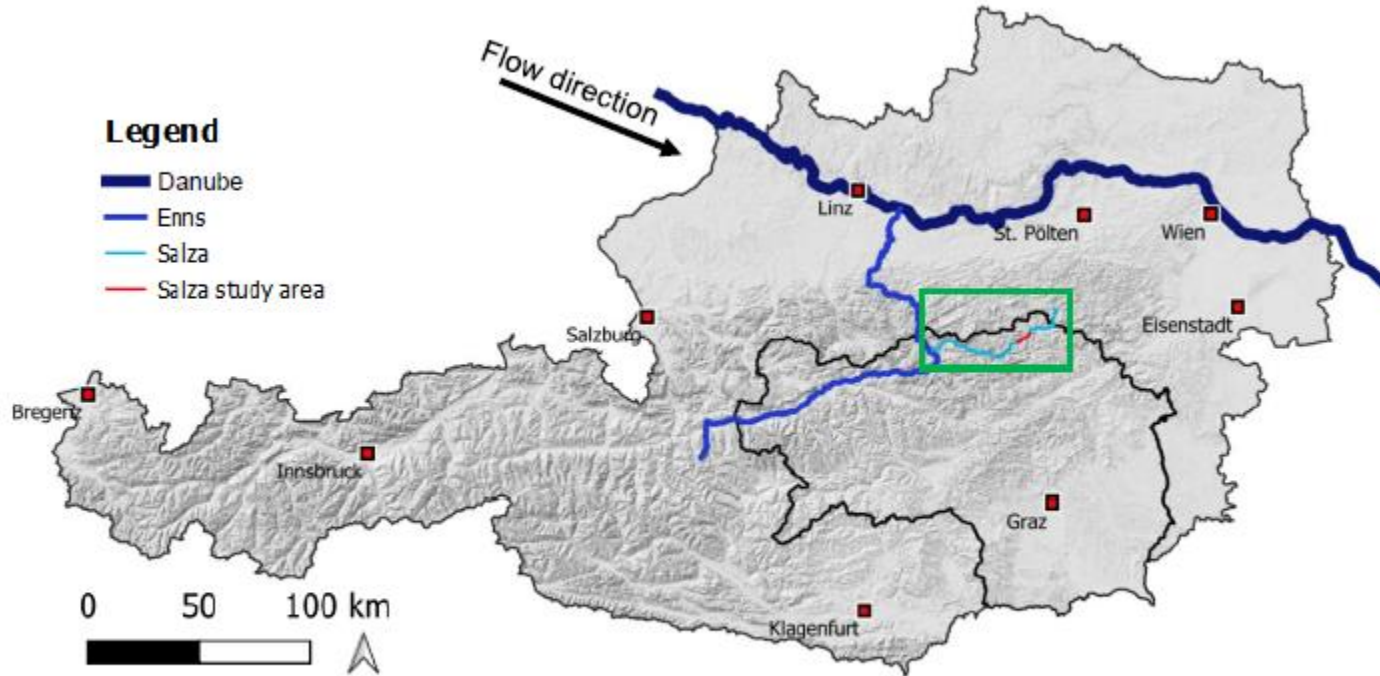 Flow direction
Legend
Danube
Enns
Salza
Salza study area
Linz
St. Pölten
Wien
Salzburg
Eisenstadt
Bregenz
Innsbruck
Graz
Klagenfurt
0 50 100 km